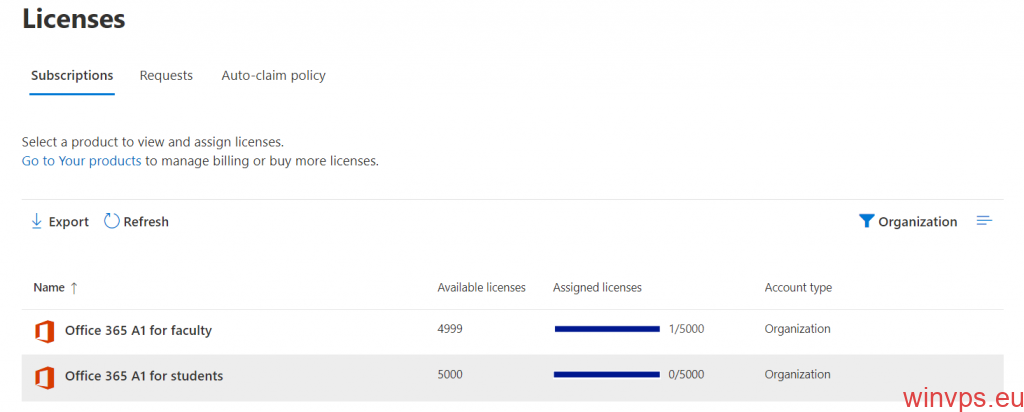 Licenses
Subscriptions Requests Auto-claim policy
Select a product to view and assign licenses.
Go to Your products to manage billing or buy more licenses.
Export Refresh Organization
Name ↑ Available licenses Assigned licenses Account type
Office 365 A1 for faculty 4999 1/5000 Organization
Office 365 A1 for students 5000 0/5000 Organization
winvps.eu